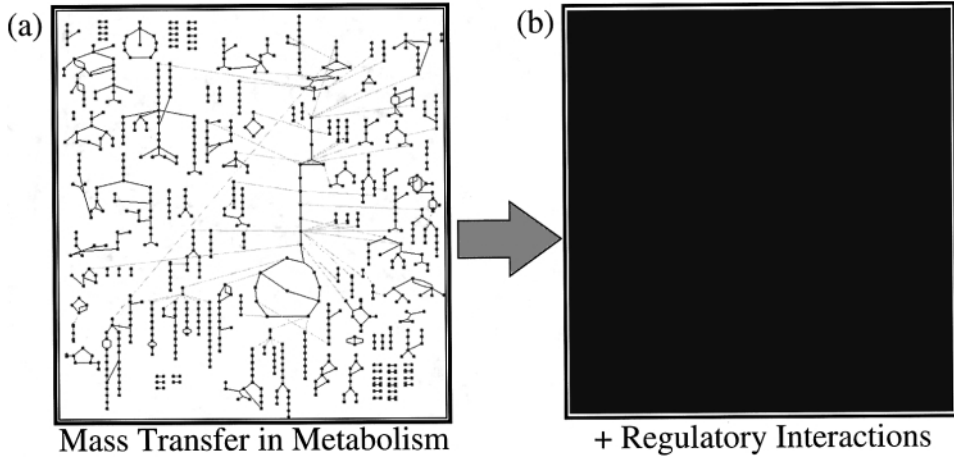 (a)
(b)
Mass Transfer in Metabolism
+ Regulatory Interactions